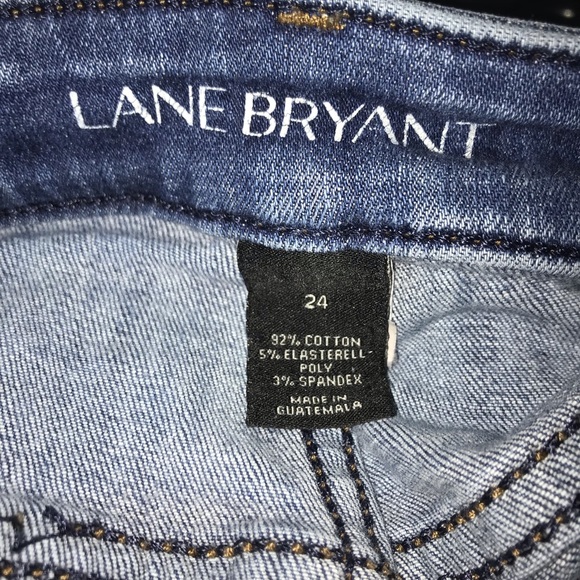 LANE BRYANT
24
92% COTTON
5% ELASTERELL-
POLY
3% SPANDEX
MADE IN
GUATEMALA